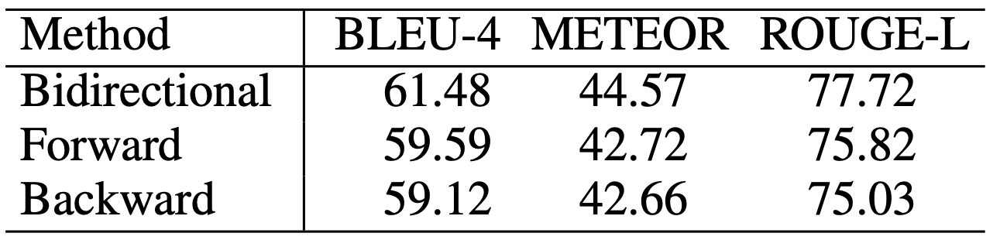 Method BLEU-4 METEOR ROUGE-L
Bidirectional 61.48 44.57 77.72
Forward 59.59 42.72 75.82
Backward 59.12 42.66 75.03